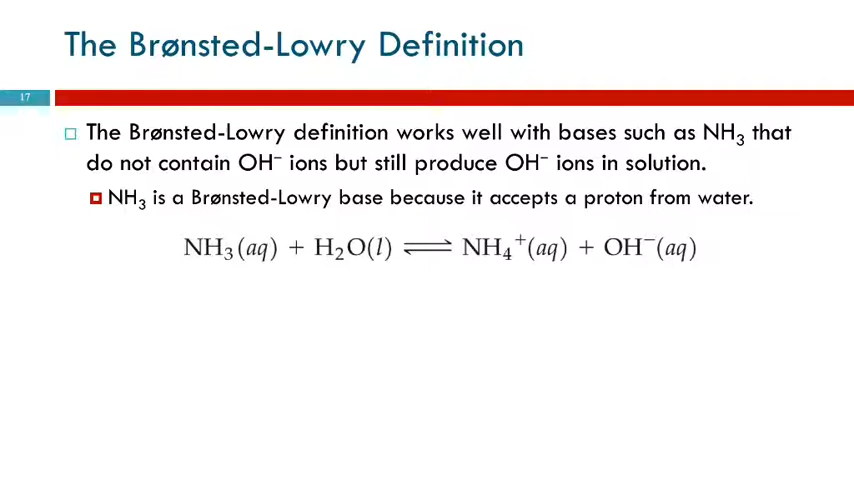 The Brønsted-Lowry Definition
17
The Brønsted-Lowry definition works well with bases such as NH₃ that
do not contain OH⁻ ions but still produce OH⁻ ions in solution.
NH₃ is a Brønsted-Lowry base because it accepts a proton from water.
NH₃(aq) + H₂O(l) ⇌ NH₄⁺(aq) + OH⁻(aq)